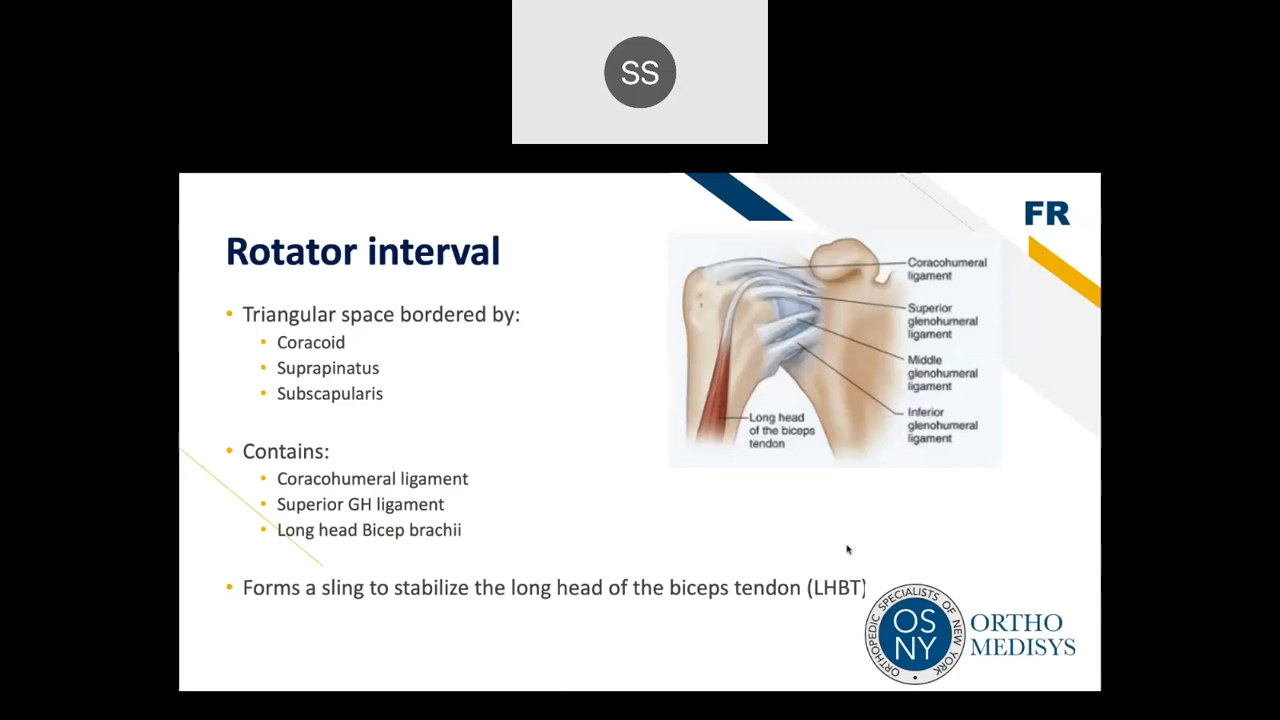 SS
FR
Rotator interval
• Triangular space bordered by:
• Coracoid
• Suprapinatus
• Subscapularis
• Contains:
• Coracohumeral ligament
• Superior GH ligament
• Long head Bicep brachii
• Forms a sling to stabilize the long head of the biceps tendon (LHBT)
Coracohumeral
ligament
Superior
glenohumeral
ligament
Middle
glenohumeral
ligament
Inferior
glenohumeral
ligament
Long head
of the biceps
tendon
ORTHOPEDIC SPECIALISTS OF NEW YORK
OS
NY
ORTHO
MEDISYS